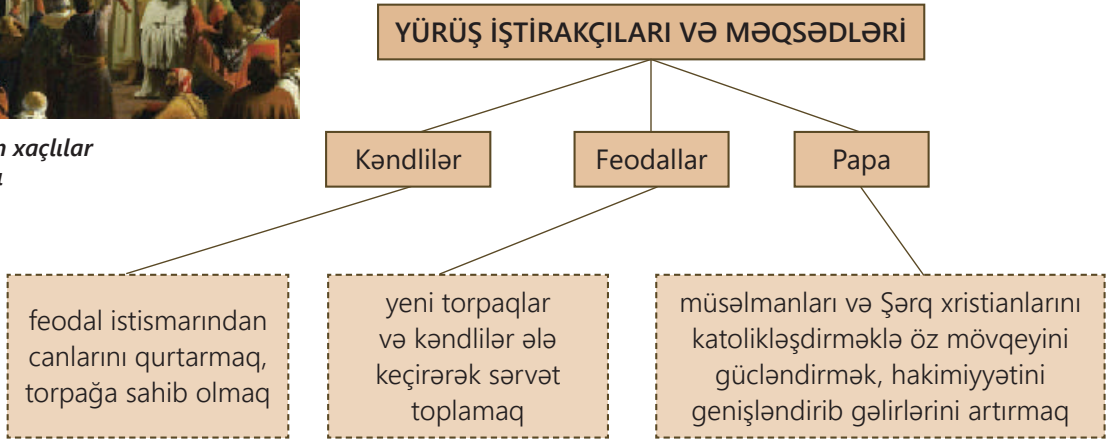 YÜRÜŞ İŞTİRAKÇILARI VƏ MƏQSƏDLƏRİ
xaçlılar
Kəndlilər
Feodallar
Papa
feodal istismarından
canlarını qurtarmaq,
torpağa sahib olmaq
yeni torpaqlar
və kəndlilər ələ
keçirərək sərvət
toplamaq
müsəlmanları və Şərq xristianlarını
katolikləşdirməklə öz mövqeyini
gücləndirmək, hakimiyyətini
genişləndirib gəlirlərini artırmaq